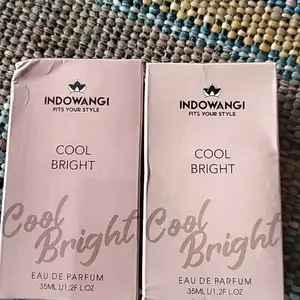 INDOWANGI
FITS YOUR STYLE
COOL
BRIGHT
Cool
Bright
EAU DE PARFUM
35ML L/1,2F LOZ
INDOWANGI
FITS YOUR STYLE
COOL
BRIGHT
Cool
Bright
EAU DE PARFUM
35ML L/1.2F LOZ